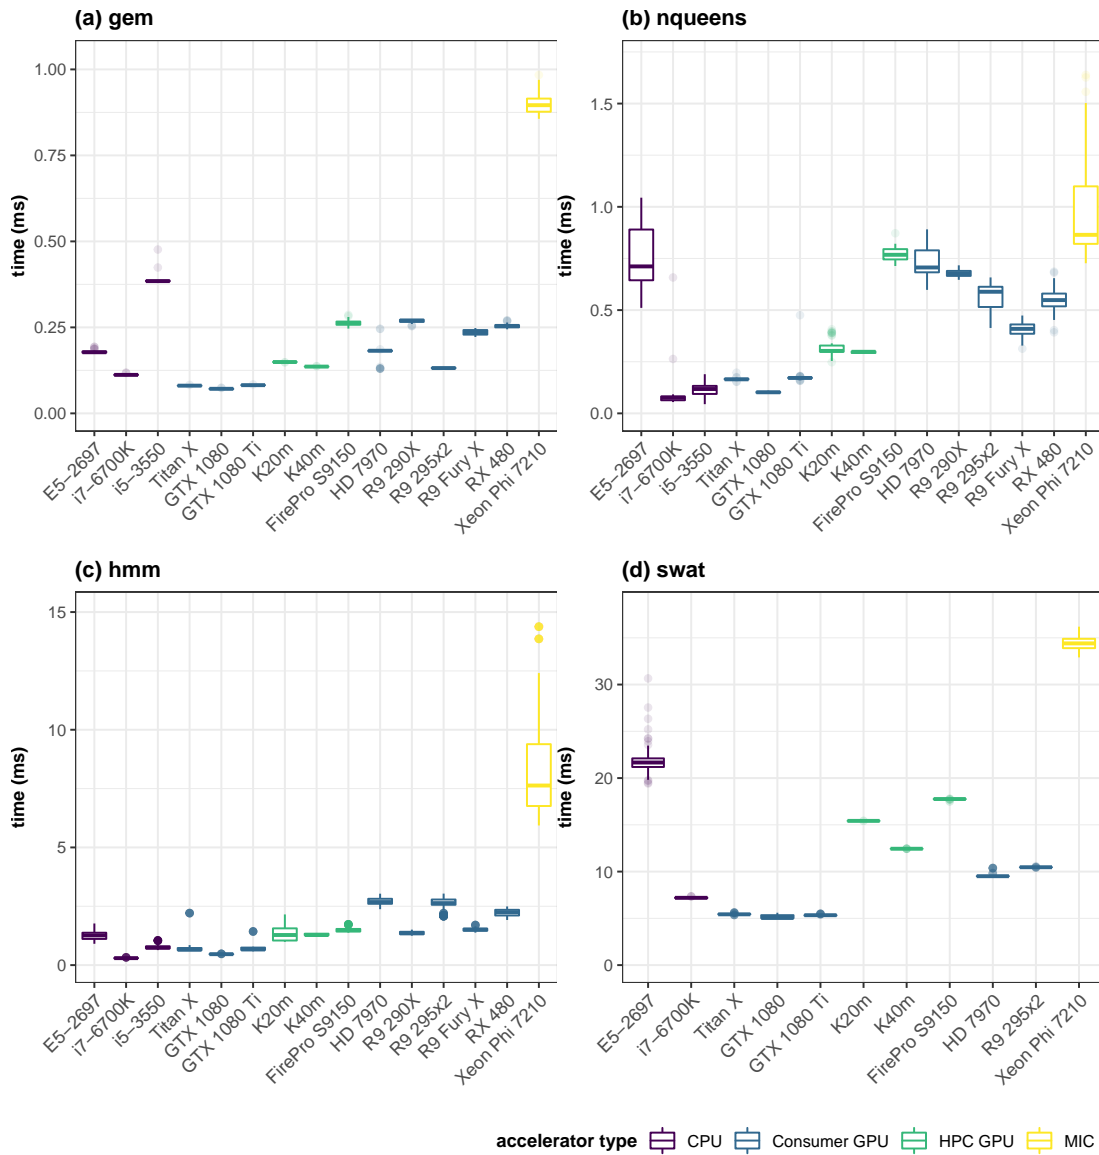 (a) gem
time (ms)
1.00
0.75
0.50
0.25
0.00
E5−2697
i7−6700K
i5−3550
Titan X
GTX 1080
GTX 1080 Ti
K20m
K40m
FirePro S9150
HD 7970
R9 290X
R9 295x2
R9 Fury X
RX 480
Xeon Phi 7210
(b) nqueens
time (ms)
1.5
1.0
0.5
0.0
E5−2697
i7−6700K
i5−3550
Titan X
GTX 1080
GTX 1080 Ti
K20m
K40m
FirePro S9150
HD 7970
R9 290X
R9 295x2
R9 Fury X
RX 480
Xeon Phi 7210
(c) hmm
time (ms)
15
10
5
0
E5−2697
i7−6700K
i5−3550
Titan X
GTX 1080
GTX 1080 Ti
K20m
K40m
FirePro S9150
HD 7970
R9 290X
R9 295x2
R9 Fury X
RX 480
Xeon Phi 7210
(d) swat
time (ms)
30
20
10
0
E5−2697
i7−6700K
Titan X
GTX 1080
GTX 1080 Ti
K20m
K40m
FirePro S9150
HD 7970
R9 295x2
Xeon Phi 7210
accelerator type CPU Consumer GPU HPC GPU MIC